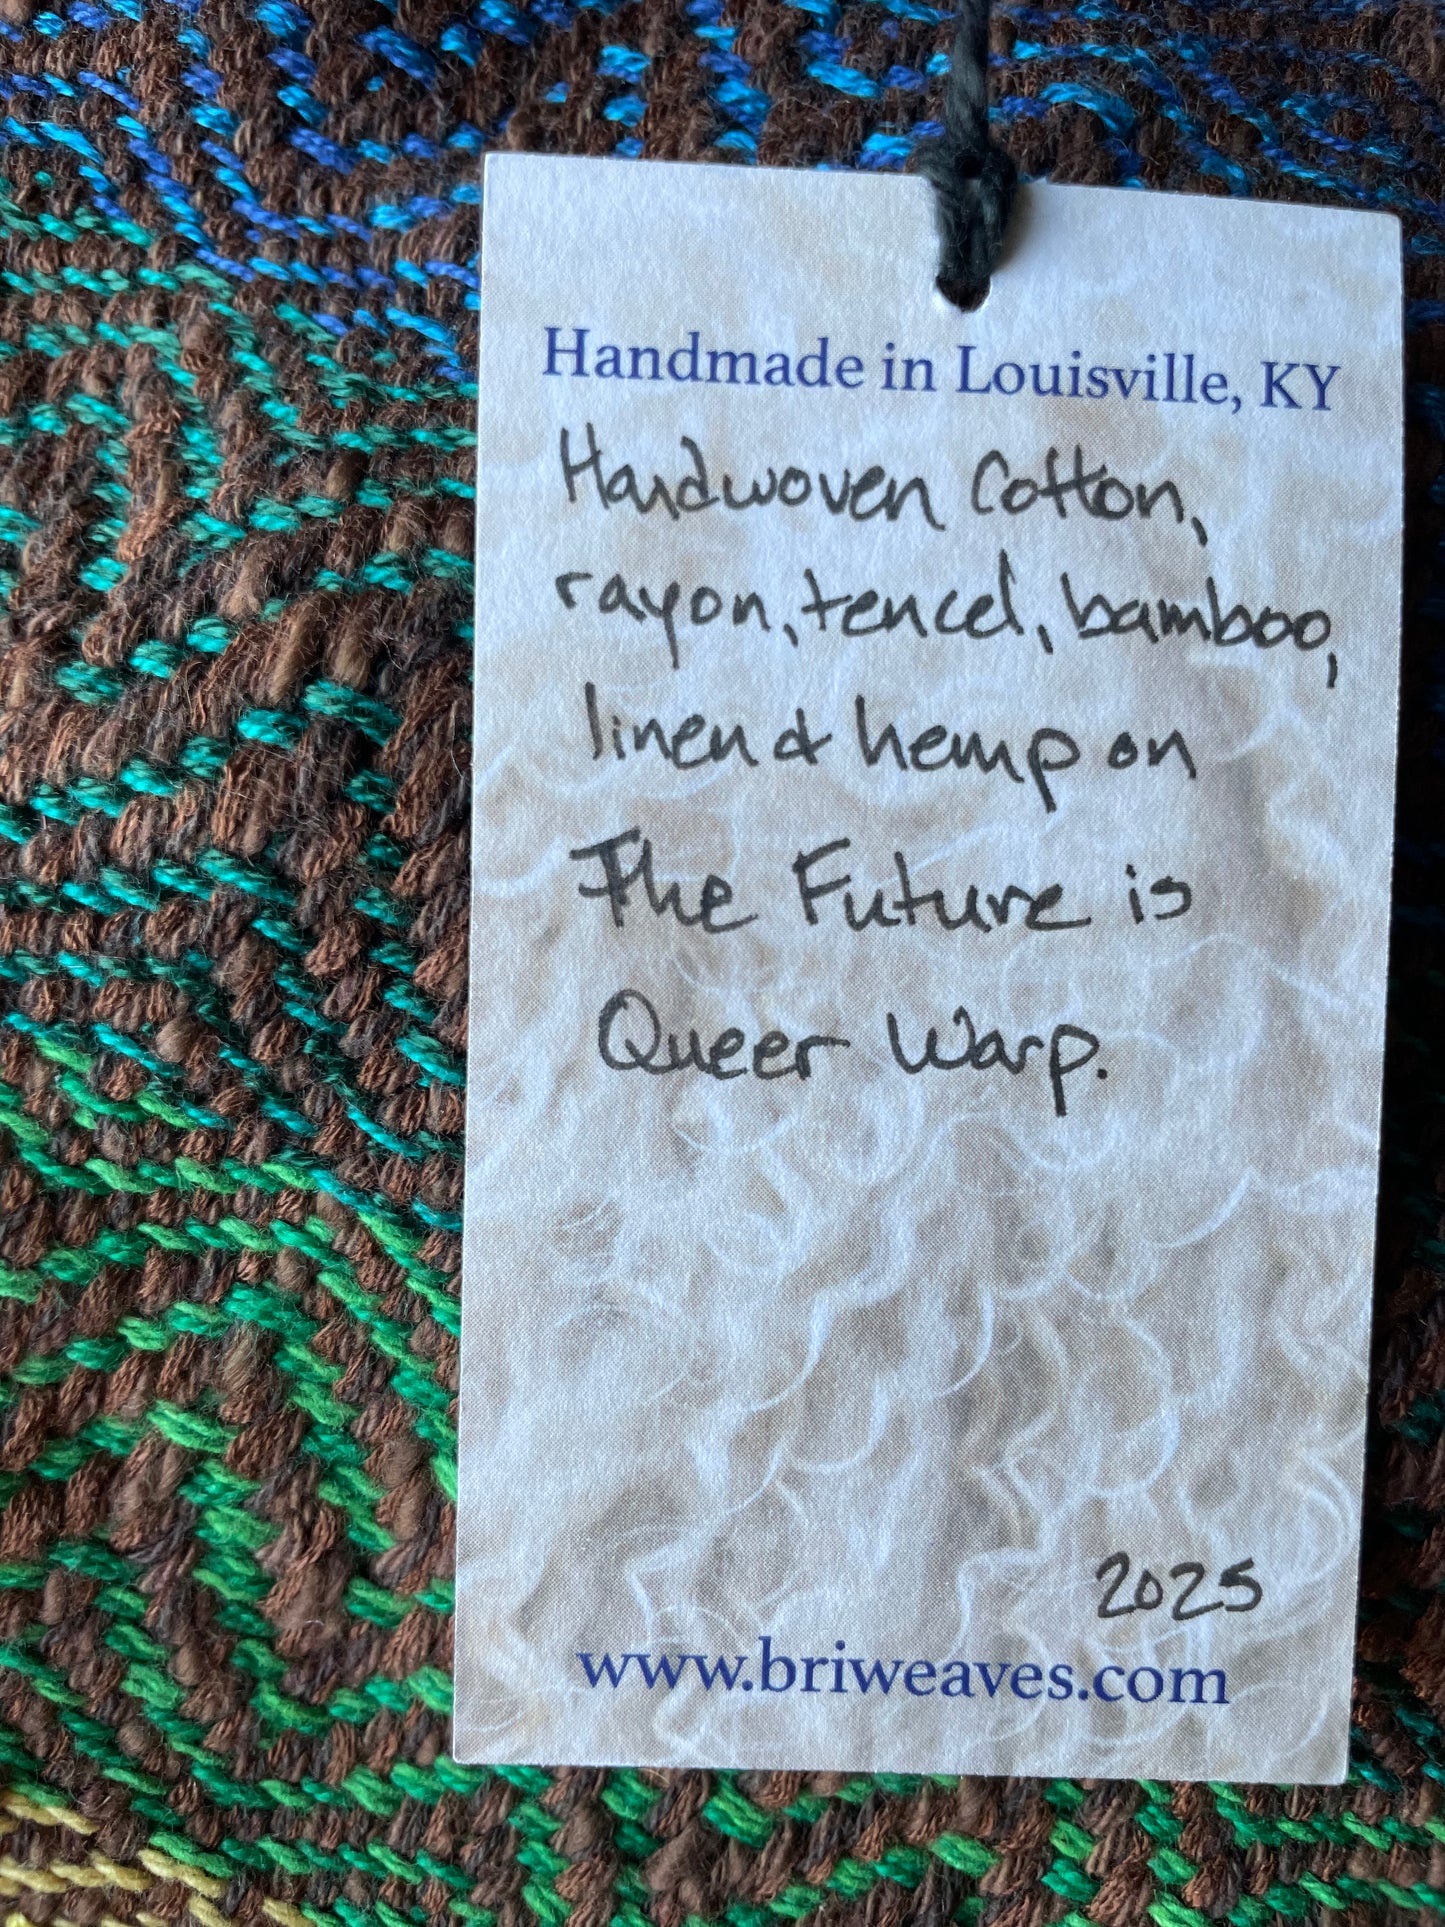 Handmade in Louisville, KY
Handwoven Cotton,
rayon, tencel, bamboo,
linen & hemp on
The Future is
Queer Warp.
2025
www.briweaves.com